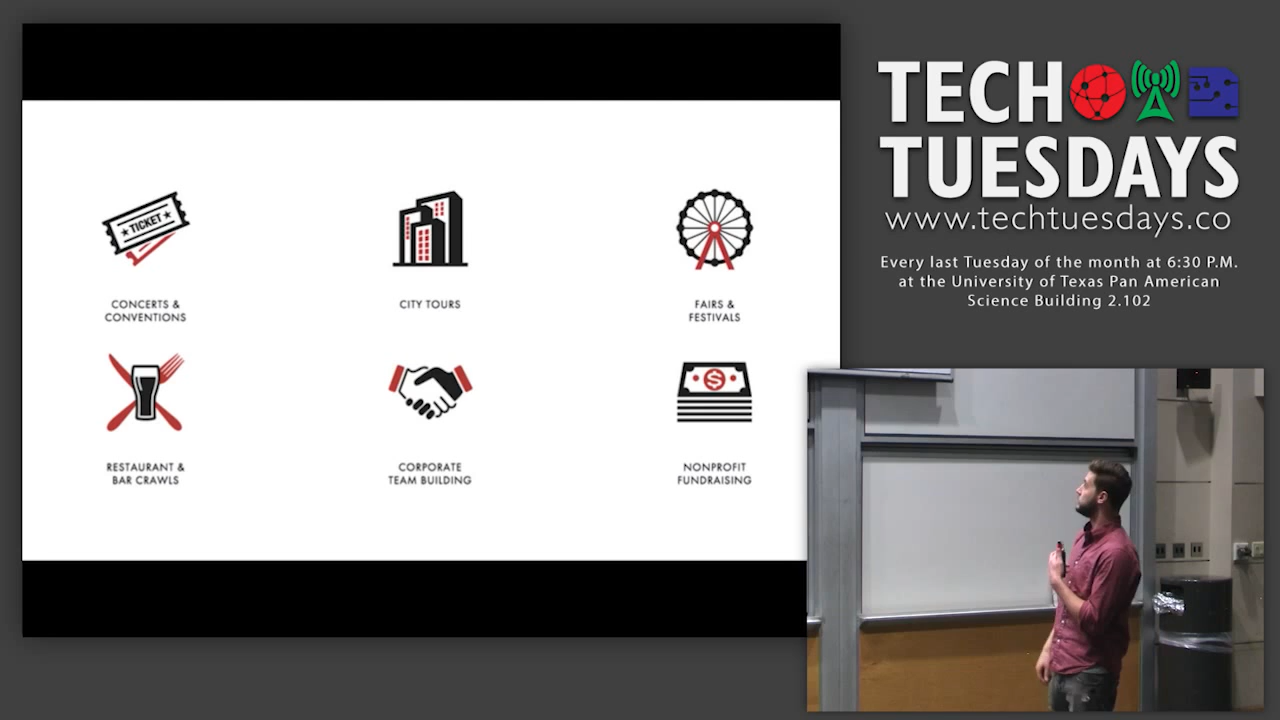 TICKET
CONCERTS &
CONVENTIONS
CITY TOURS
FAIRS &
FESTIVALS
RESTAURANT &
BAR CRAWLS
CORPORATE
TEAM BUILDING
$
NONPROFIT
FUNDRAISING
TECH
TUESDAYS
www.techtuesdays.co
Every last Tuesday of the month at 6:30 P.M.
at the University of Texas Pan American
Science Building 2.102